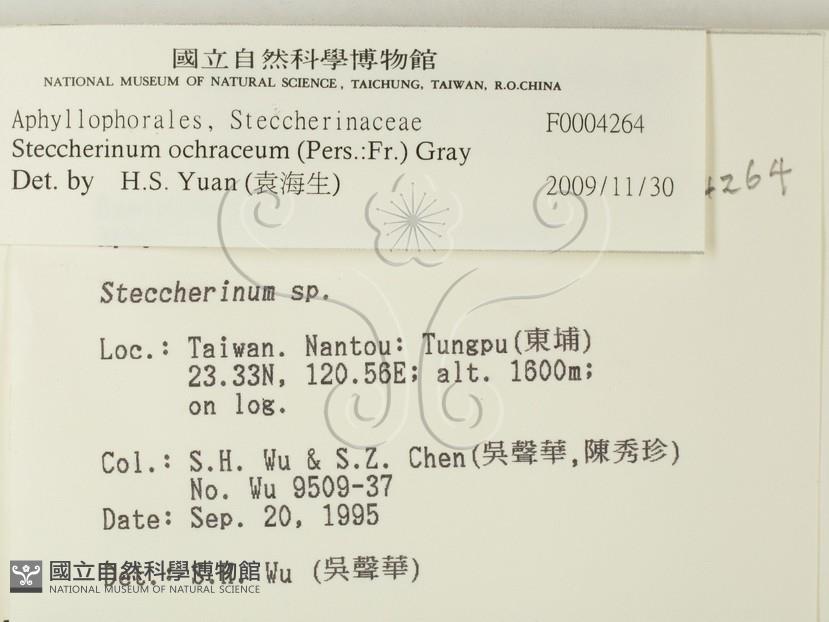 國立自然科學博物館
NATIONAL MUSEUM OF NATURAL SCIENCE, TAICHUNG, TAIWAN, R.O.CHINA
Aphyllophorales, Steccherinaceae F0004264
Steccherinum ochraceum (Pers.:Fr.) Gray
Det. by H.S. Yuan (袁海生) 2009/11/30
4264
Steccherinum sp.
Loc.: Taiwan. Nantou: Tungpu(東埔)
23.33N, 120.56E; alt. 1600m;
on log.
Col.: S.H. Wu & S.Z. Chen(吳聲華,陳秀珍)
No. Wu 9509-37
Date: Sep. 20, 1995
Det.: S.H. Wu (吳聲華)
國立自然科學博物館
NATIONAL MUSEUM OF NATURAL SCIENCE